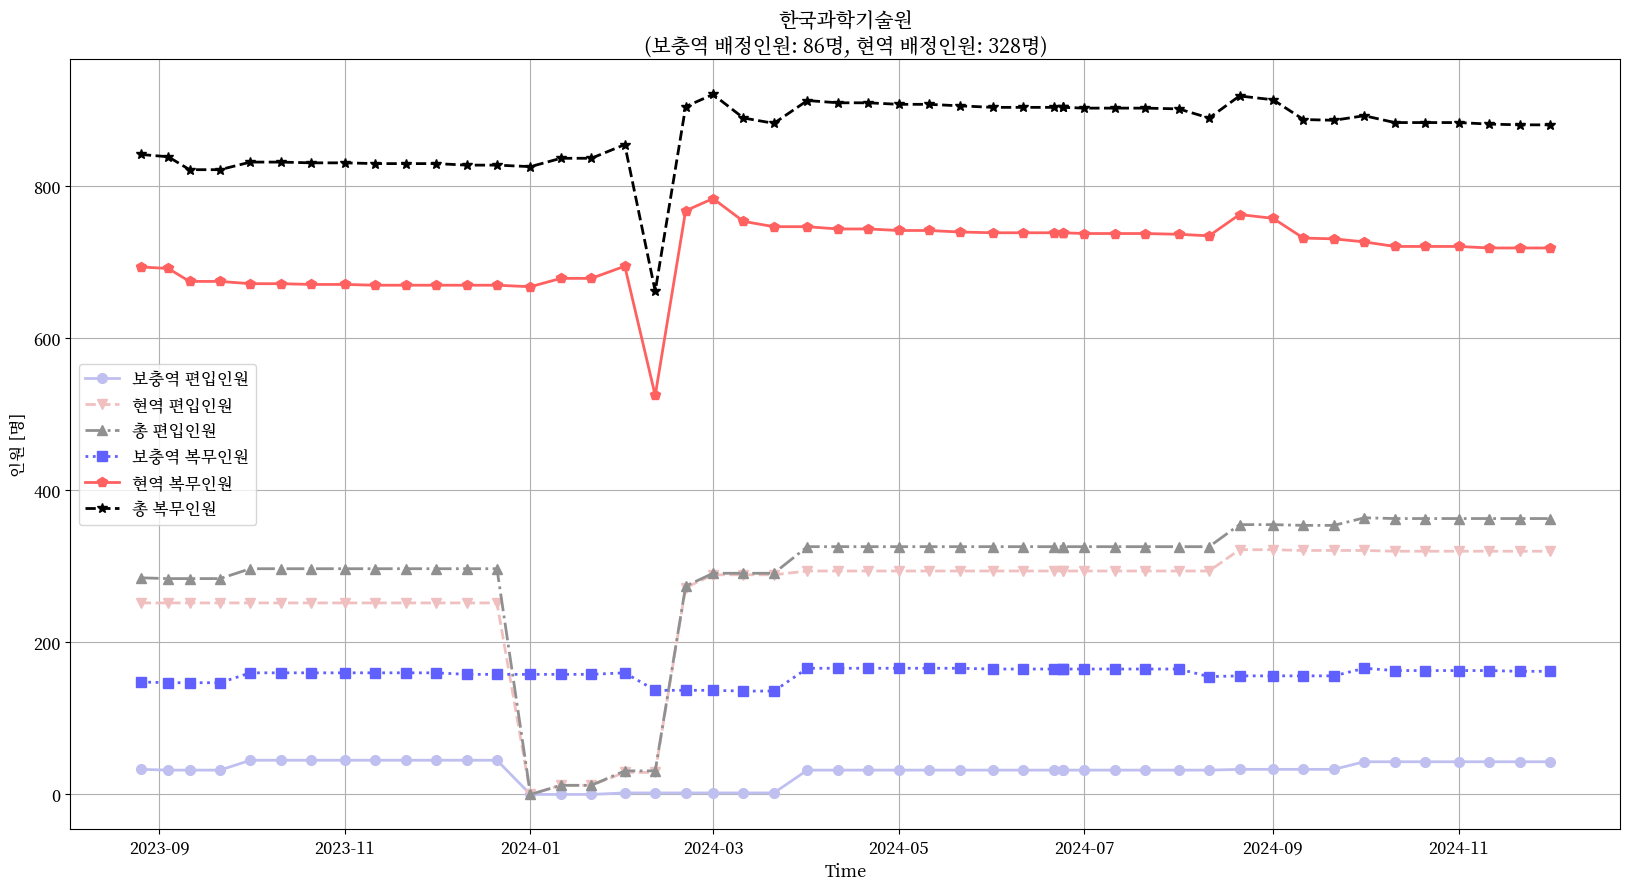 한국과학기술원
(보충역 배정인원: 86명, 현역 배정인원: 328명)
인원 [명]
800
600
400
200
0
보충역 편입인원
현역 편입인원
총 편입인원
보충역 복무인원
현역 복무인원
총 복무인원
2023-09
2023-11
2024-01
2024-03
2024-05
2024-07
2024-09
2024-11
Time